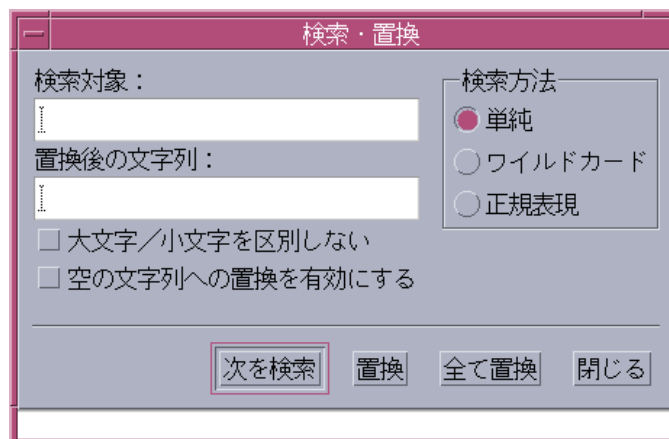 検索・置換
検索対象:
置換後の文字列:
大文字/小文字を区別しない
空の文字列への置換を有効にする
検索方法
単純
ワイルドカード
正規表現
次を検索 置換 全て置換 閉じる